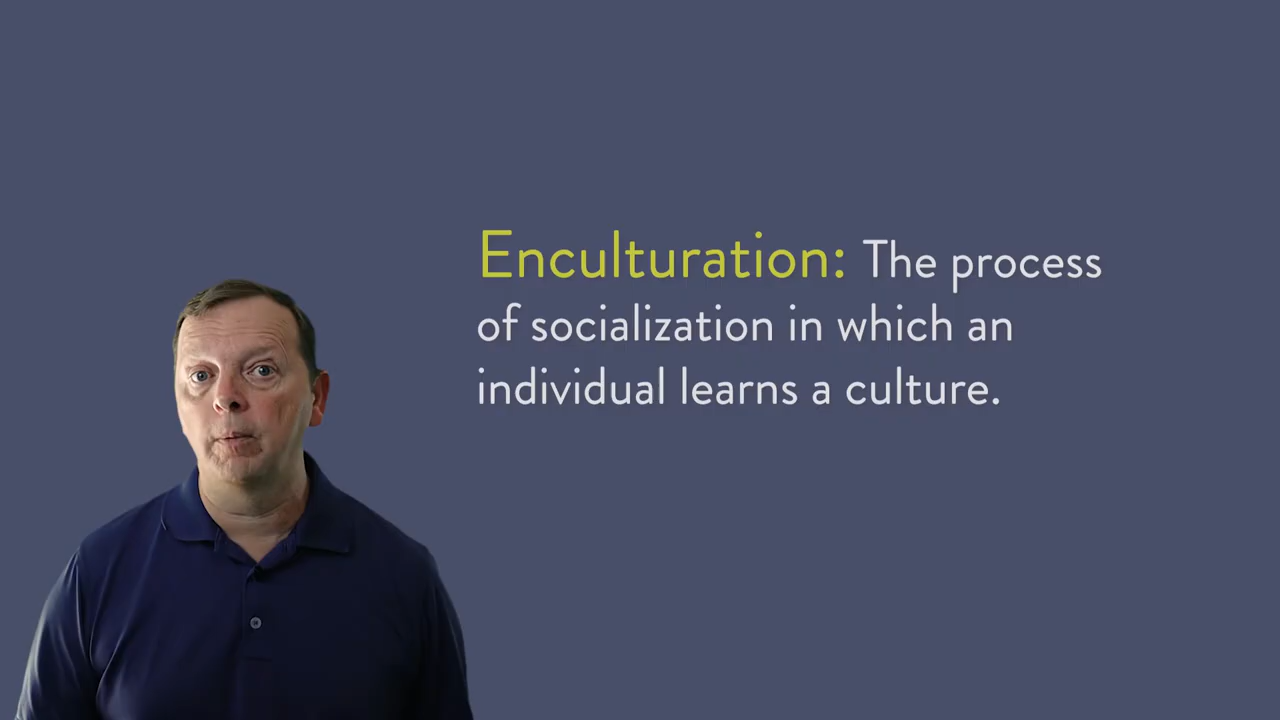 Enculturation: The process
of socialization in which an
individual learns a culture.